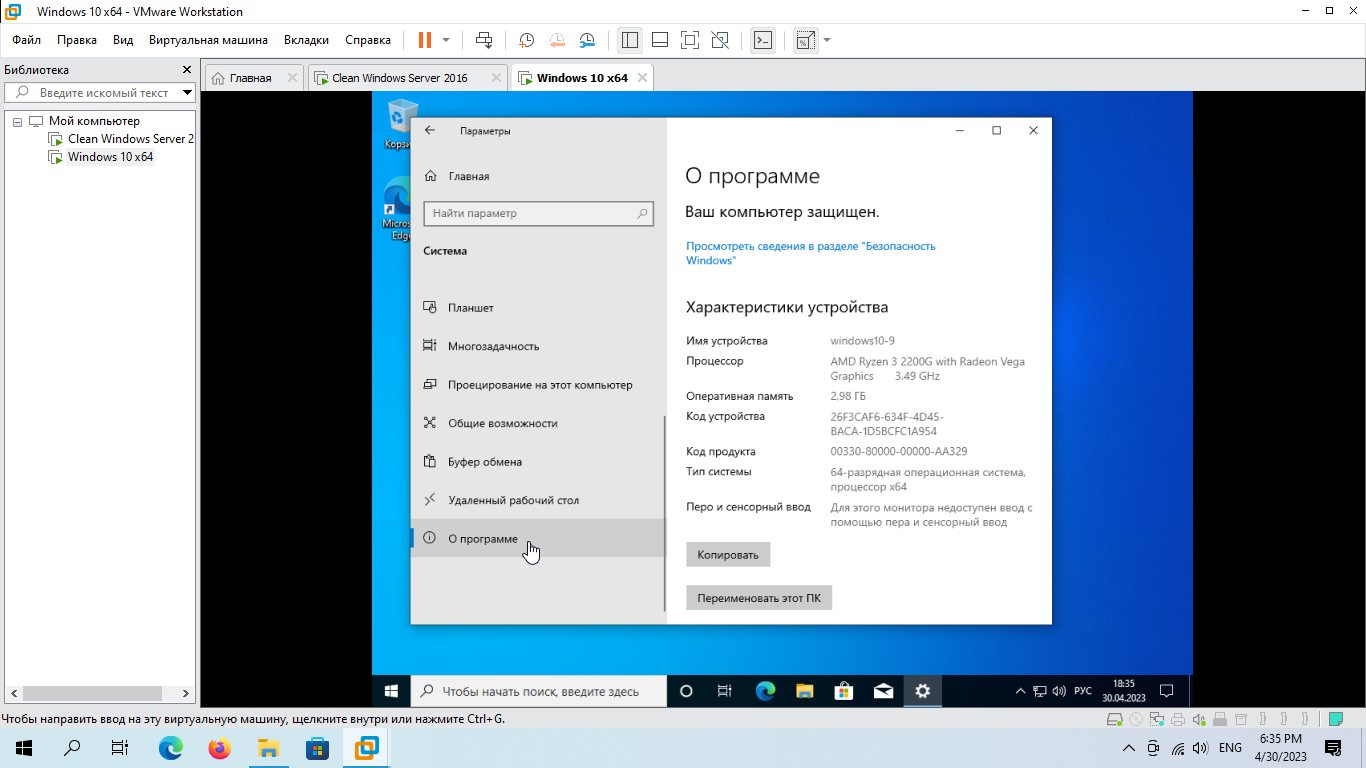 Windows 10 x64 - VMware Workstation
Файл Правка Вид Виртуальная машина Вкладки Справка
Библиотека
Введите искомый текст
Мой компьютер
Clean Windows Server 2
Windows 10 x64
Главная
Clean Windows Server 2016
Windows 10 x64
Параметры
Главная
Найти параметр
Система
Планшет
Многозадачность
Проецирование на этот компьютер
Общие возможности
Буфер обмена
Удаленный рабочий стол
О программе
О программе
Ваш компьютер защищен.
Просмотреть сведения в разделе "Безопасность
Windows"
Характеристики устройства
Имя устройства windows10-9
Процессор AMD Ryzen 3 2200G with Radeon Vega
Graphics 3.49 GHz
Оперативная память 2,98 ГБ
Код устройства 26F3CAF6-634F-4D45-
BACA-1D5BCFC1A954
Код продукта 00330-80000-00000-AA329
Тип системы 64-разрядная операционная система,
процессор x64
Перо и сенсорный ввод Для этого монитора недоступен ввод с
помощью пера и сенсорный ввод
Копировать
Переименовать этот ПК
Чтобы начать поиск, введите здесь
РУС
18:35
30.04.2023
Чтобы направить ввод на эту виртуальную машину, щелкните внутри или нажмите Ctrl+G.
ENG
6:35 PM
4/30/2023